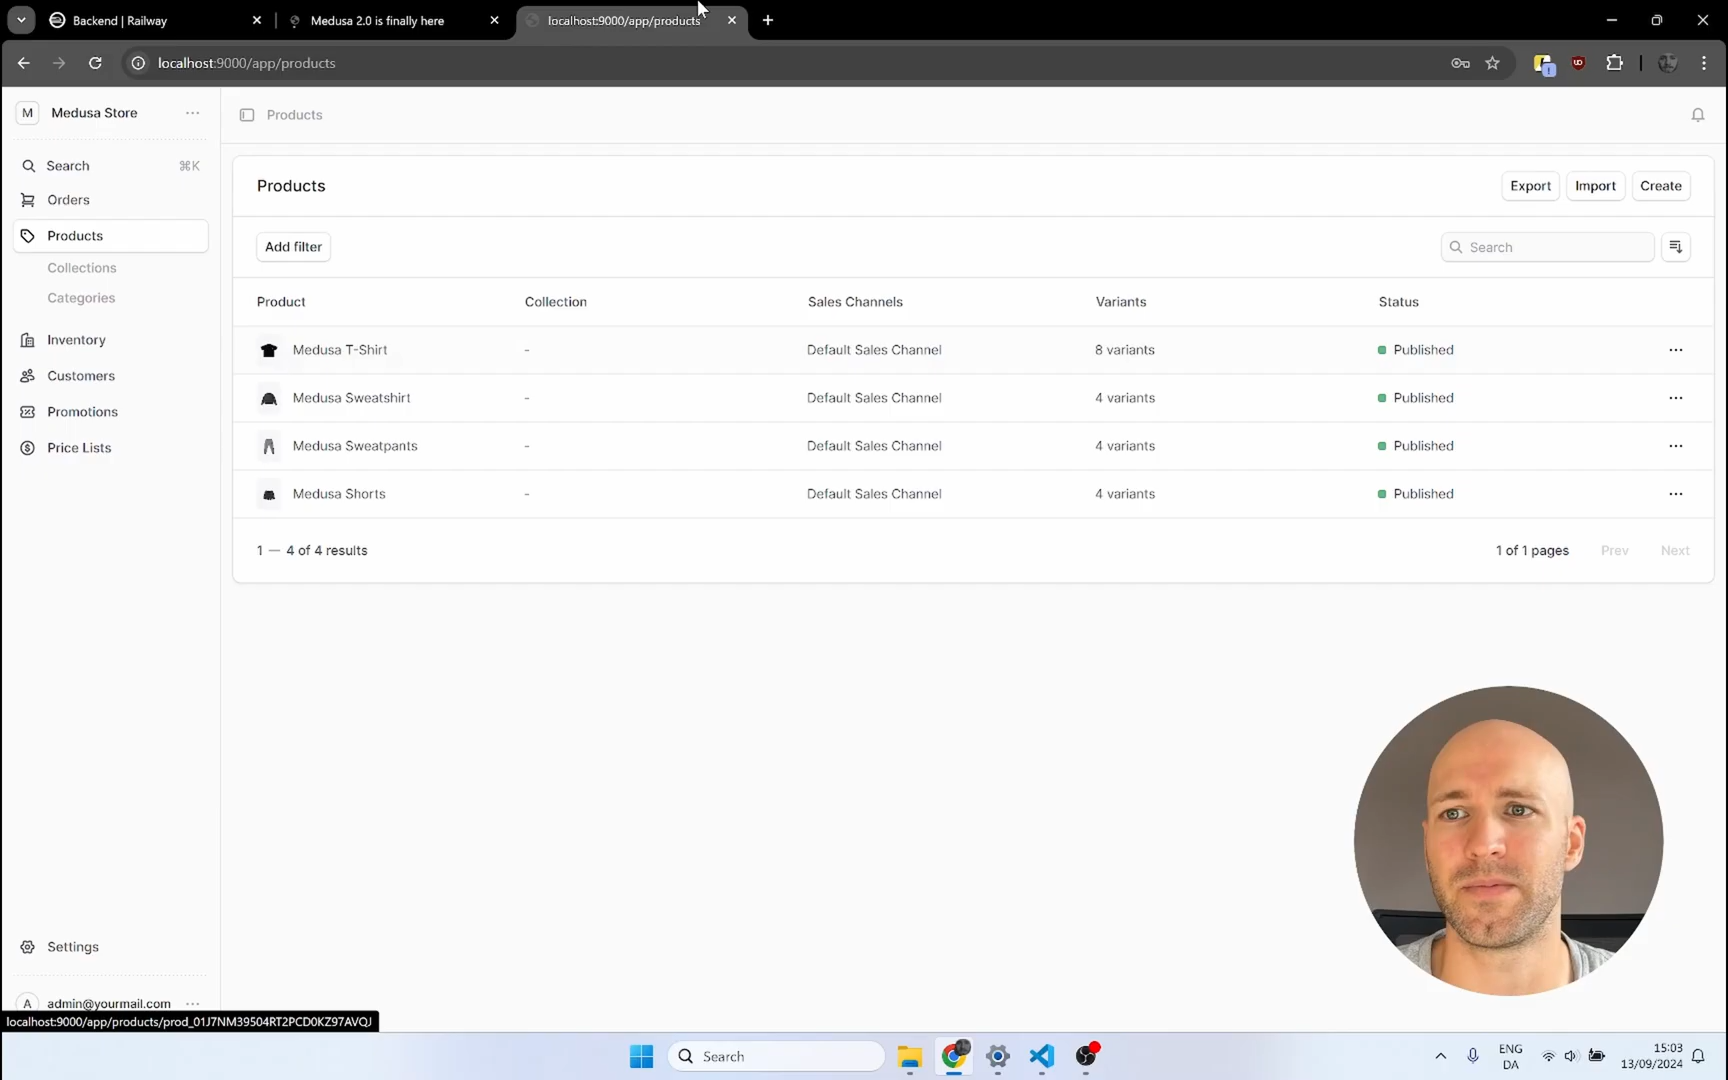 Backend | Railway
Medusa 2.0 is finally here
localhost:9000/app/products
localhost:9000/app/products
M Medusa Store
Products
Search ⌘K
Orders
Products
Collections
Categories
Inventory
Customers
Promotions
Price Lists
Settings
A admin@yourmail.com
localhost:9000/app/products/prod_01J7NM39504RT2PCD0KZ97AVQJ
Products
Export Import Create
Add filter
Search
Product Collection Sales Channels Variants Status
Medusa T-Shirt - Default Sales Channel 8 variants Published
Medusa Sweatshirt - Default Sales Channel 4 variants Published
Medusa Sweatpants - Default Sales Channel 4 variants Published
Medusa Shorts - Default Sales Channel 4 variants Published
1 — 4 of 4 results
1 of 1 pages Prev Next
Search
ENG
DA
15:03
13/09/2024